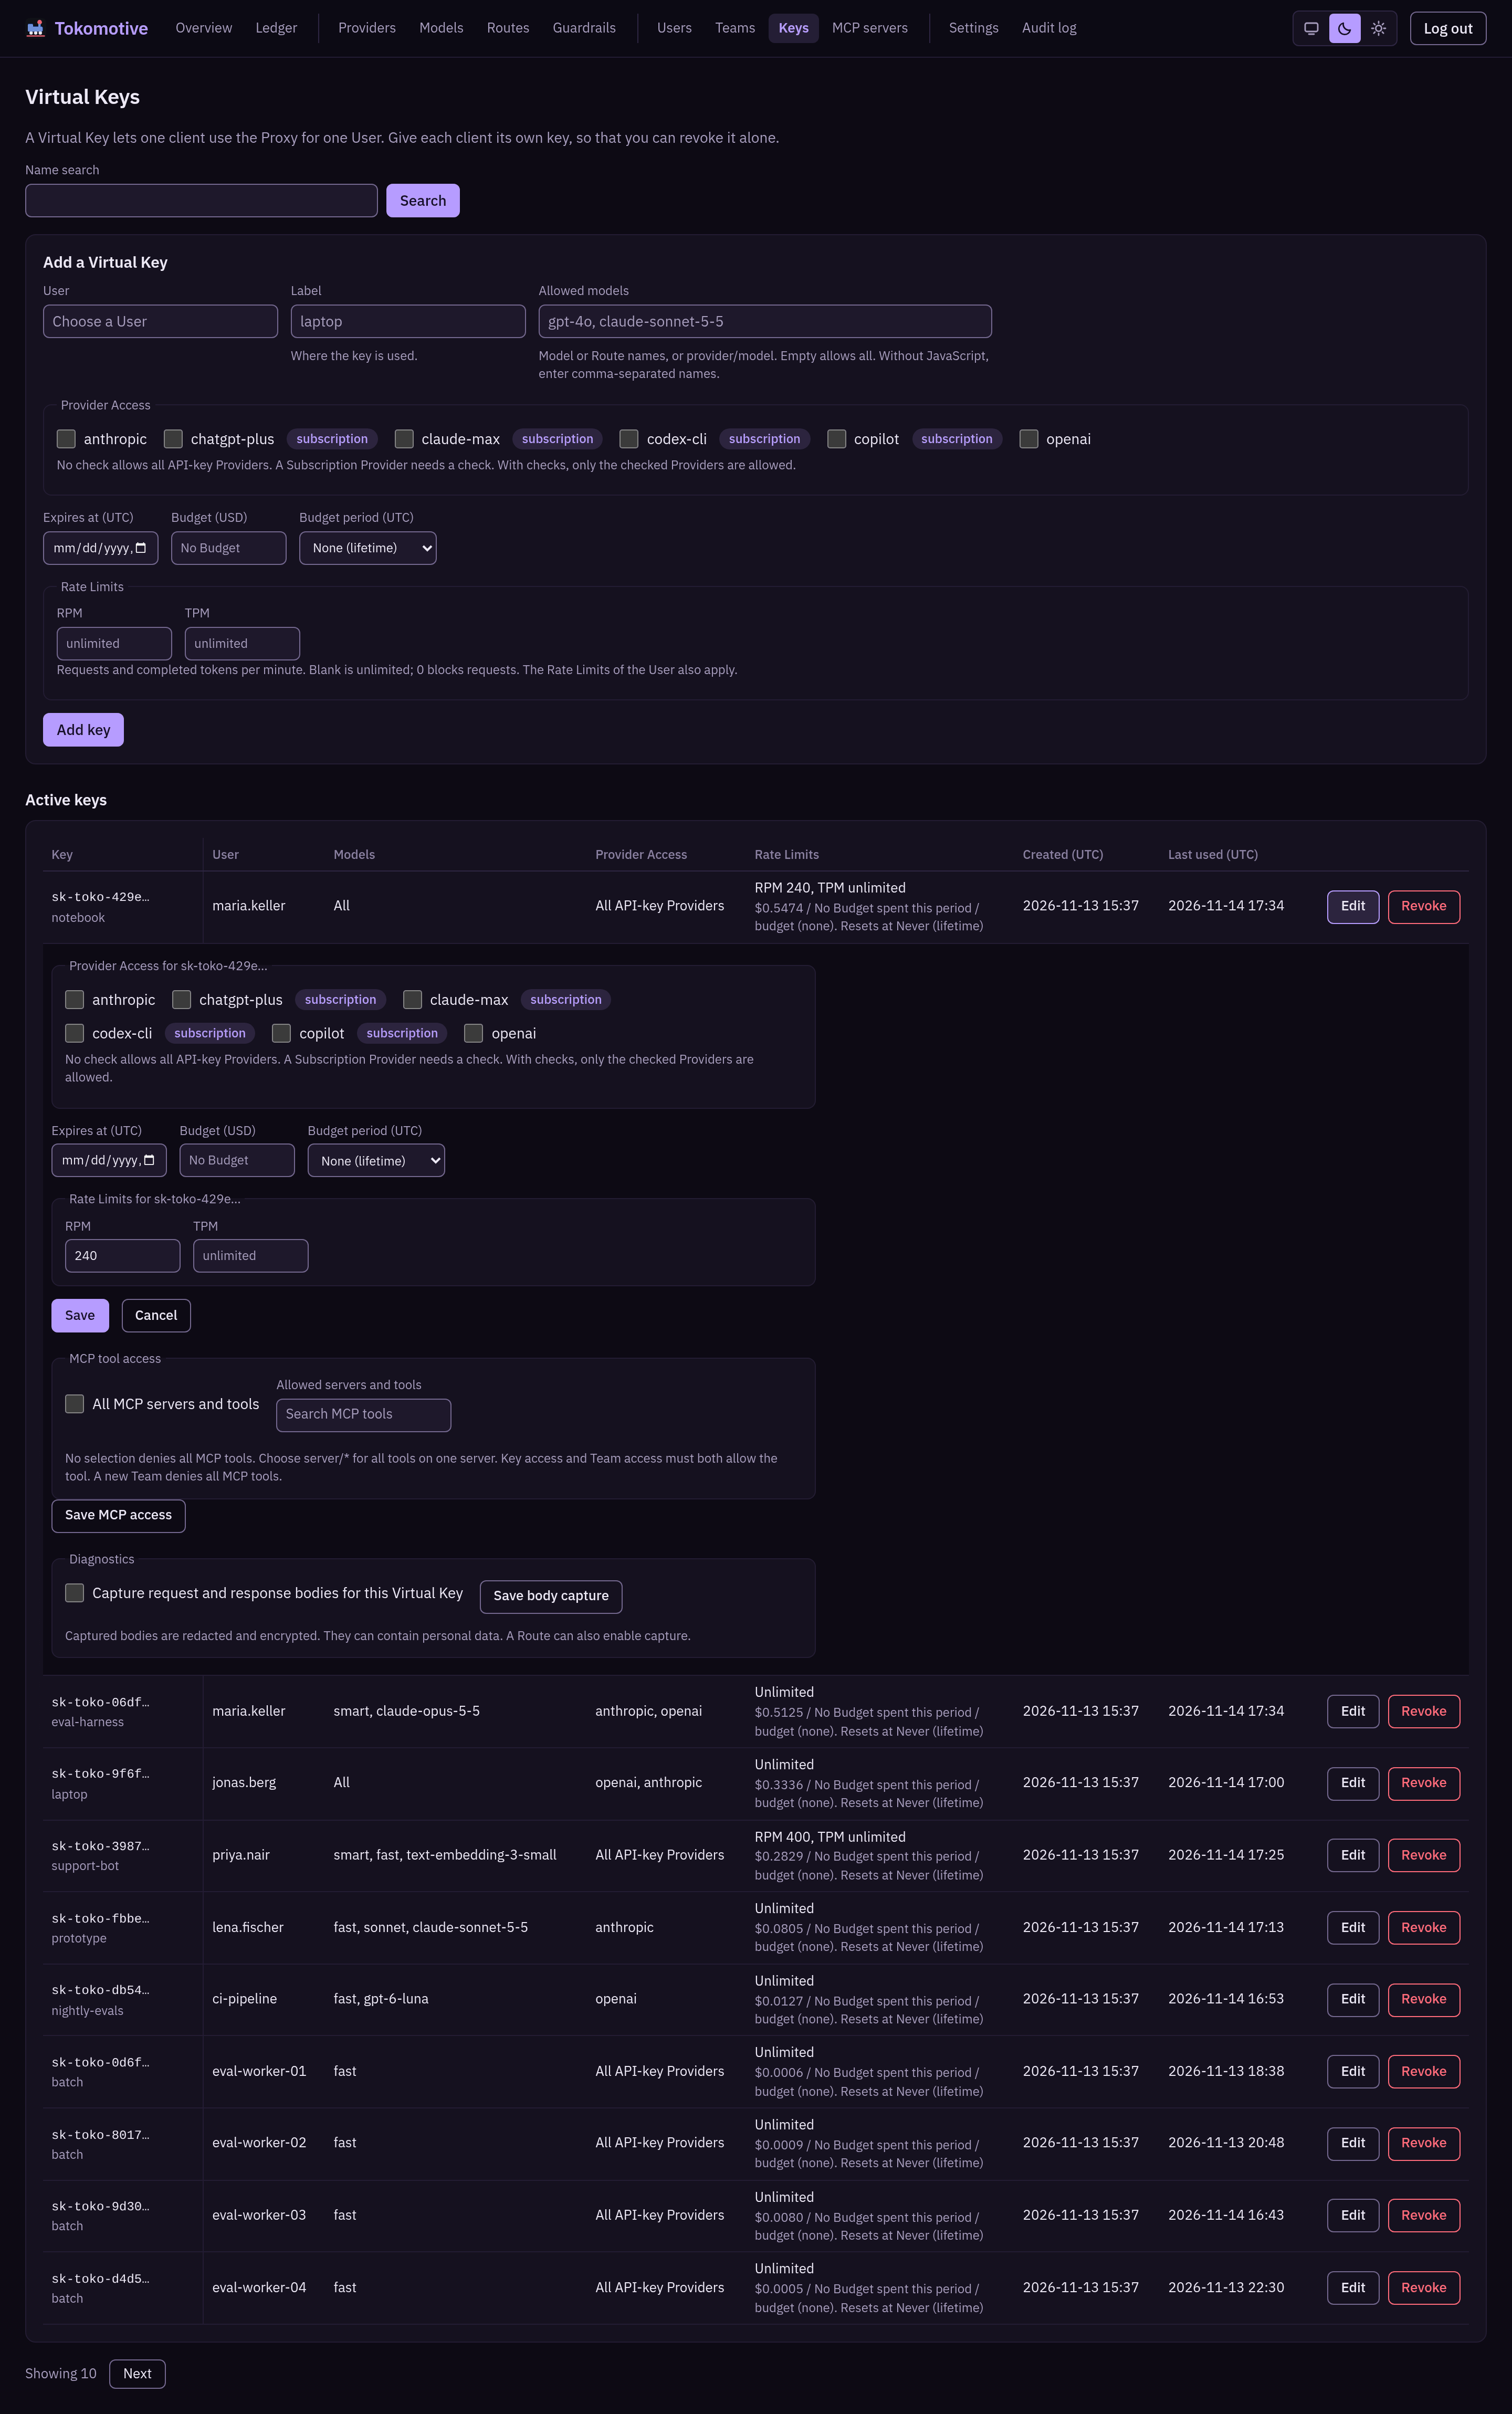 Tokomotive Overview Ledger Providers Models Routes Guardrails Users Teams Keys MCP servers Settings Audit log Log out
Virtual Keys
A Virtual Key lets one client use the Proxy for one User. Give each client its own key, so that you can revoke it alone.
Name search
Search
Add a Virtual Key
User Label Allowed models
Choose a User laptop gpt-4o, claude-sonnet-5-5
Where the key is used. Model or Route names, or provider/model. Empty allows all. Without JavaScript,
enter comma-separated names.
Provider Access
anthropic chatgpt-plus subscription claude-max subscription codex-cli subscription copilot subscription openai
No check allows all API-key Providers. A Subscription Provider needs a check. With checks, only the checked Providers are allowed.
Expires at (UTC) Budget (USD) Budget period (UTC)
mm/dd/yyyy, No Budget None (lifetime)
Rate Limits
RPM TPM
unlimited unlimited
Requests and completed tokens per minute. Blank is unlimited; 0 blocks requests. The Rate Limits of the User also apply.
Add key
Active keys
Key User Models Provider Access Rate Limits Created (UTC) Last used (UTC)
RPM 240, TPM unlimited
sk-toko-429e… maria.keller All All API-key Providers $0.5474 / No Budget spent this period / 2026-11-13 15:37 2026-11-14 17:34 Edit Revoke
notebook budget (none). Resets at Never (lifetime)
Provider Access for sk-toko-429e…
anthropic chatgpt-plus subscription claude-max subscription
codex-cli subscription copilot subscription openai
No check allows all API-key Providers. A Subscription Provider needs a check. With checks, only the checked Providers are
allowed.
Expires at (UTC) Budget (USD) Budget period (UTC)
mm/dd/yyyy, No Budget None (lifetime)
Rate Limits for sk-toko-429e…
RPM TPM
240 unlimited
Save Cancel
MCP tool access
Allowed servers and tools
All MCP servers and tools Search MCP tools
No selection denies all MCP tools. Choose server/* for all tools on one server. Key access and Team access must both allow the
tool. A new Team denies all MCP tools.
Save MCP access
Diagnostics
Capture request and response bodies for this Virtual Key Save body capture
Captured bodies are redacted and encrypted. They can contain personal data. A Route can also enable capture.
Unlimited
sk-toko-06df… maria.keller smart, claude-opus-5-5 anthropic, openai $0.5125 / No Budget spent this period / 2026-11-13 15:37 2026-11-14 17:34 Edit Revoke
eval-harness budget (none). Resets at Never (lifetime)
Unlimited
sk-toko-9f6f… jonas.berg All openai, anthropic $0.3336 / No Budget spent this period / 2026-11-13 15:37 2026-11-14 17:00 Edit Revoke
laptop budget (none). Resets at Never (lifetime)
RPM 400, TPM unlimited
sk-toko-3987… priya.nair smart, fast, text-embedding-3-small All API-key Providers $0.2829 / No Budget spent this period / 2026-11-13 15:37 2026-11-14 17:25 Edit Revoke
support-bot budget (none). Resets at Never (lifetime)
Unlimited
sk-toko-fbbe… lena.fischer fast, sonnet, claude-sonnet-5-5 anthropic $0.0805 / No Budget spent this period / 2026-11-13 15:37 2026-11-14 17:13 Edit Revoke
prototype budget (none). Resets at Never (lifetime)
Unlimited
sk-toko-db54… ci-pipeline fast, gpt-6-luna openai $0.0127 / No Budget spent this period / 2026-11-13 15:37 2026-11-14 16:53 Edit Revoke
nightly-evals budget (none). Resets at Never (lifetime)
Unlimited
sk-toko-0d6f… eval-worker-01 fast All API-key Providers $0.0006 / No Budget spent this period / 2026-11-13 15:37 2026-11-13 18:38 Edit Revoke
batch budget (none). Resets at Never (lifetime)
Unlimited
sk-toko-8017… eval-worker-02 fast All API-key Providers $0.0009 / No Budget spent this period / 2026-11-13 15:37 2026-11-13 20:48 Edit Revoke
batch budget (none). Resets at Never (lifetime)
Unlimited
sk-toko-9d30… eval-worker-03 fast All API-key Providers $0.0080 / No Budget spent this period / 2026-11-13 15:37 2026-11-14 16:43 Edit Revoke
batch budget (none). Resets at Never (lifetime)
Unlimited
sk-toko-d4d5… eval-worker-04 fast All API-key Providers $0.0005 / No Budget spent this period / 2026-11-13 15:37 2026-11-13 22:30 Edit Revoke
batch budget (none). Resets at Never (lifetime)
Showing 10 Next